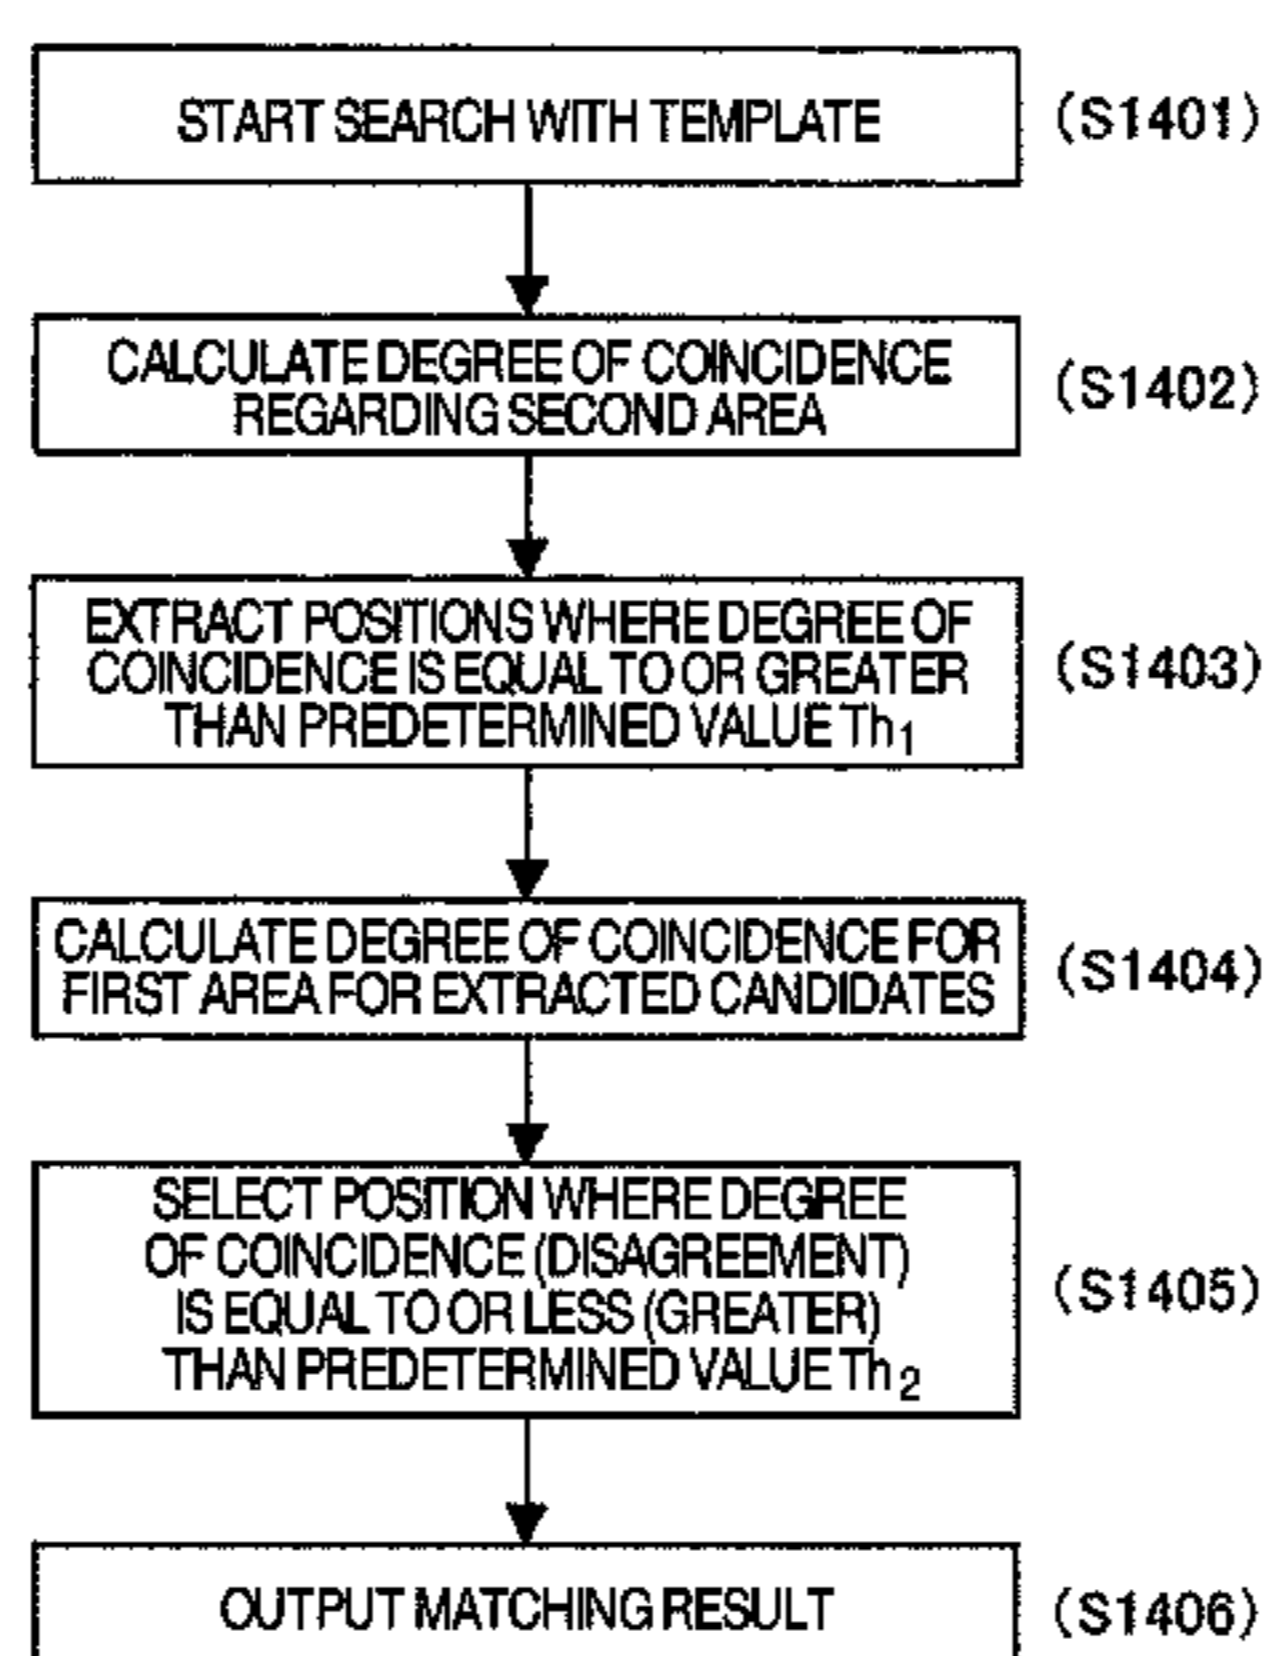 START SEARCH WITH TEMPLATE
(S1401)
CALCULATE DEGREE OF COINCIDENCE
REGARDING SECOND AREA
(S1402)
EXTRACT POSITIONS WHERE DEGREE OF
COINCIDENCE IS EQUAL TO OR GREATER
THAN PREDETERMINED VALUE Th1
(S1403)
CALCULATE DEGREE OF COINCIDENCE FOR
FIRST AREA FOR EXTRACTED CANDIDATES
(S1404)
SELECT POSITION WHERE DEGREE
OF COINCIDENCE (DISAGREEMENT)
IS EQUAL TO OR LESS (GREATER)
THAN PREDETERMINED VALUE Th2
(S1405)
OUTPUT MATCHING RESULT
(S1406)